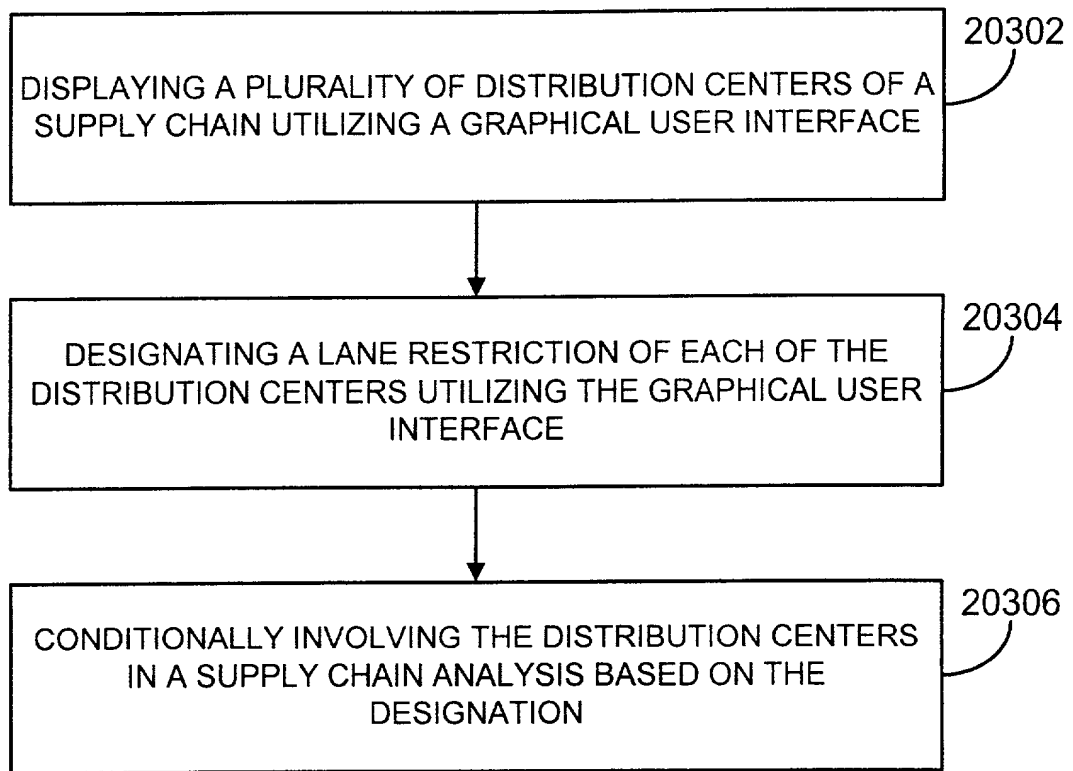 20302
DISPLAYING A PLURALITY OF DISTRIBUTION CENTERS OF A
SUPPLY CHAIN UTILIZING A GRAPHICAL USER INTERFACE
20304
DESIGNATING A LANE RESTRICTION OF EACH OF THE
DISTRIBUTION CENTERS UTILIZING THE GRAPHICAL USER
INTERFACE
20306
CONDITIONALLY INVOLVING THE DISTRIBUTION CENTERS
IN A SUPPLY CHAIN ANALYSIS BASED ON THE
DESIGNATION